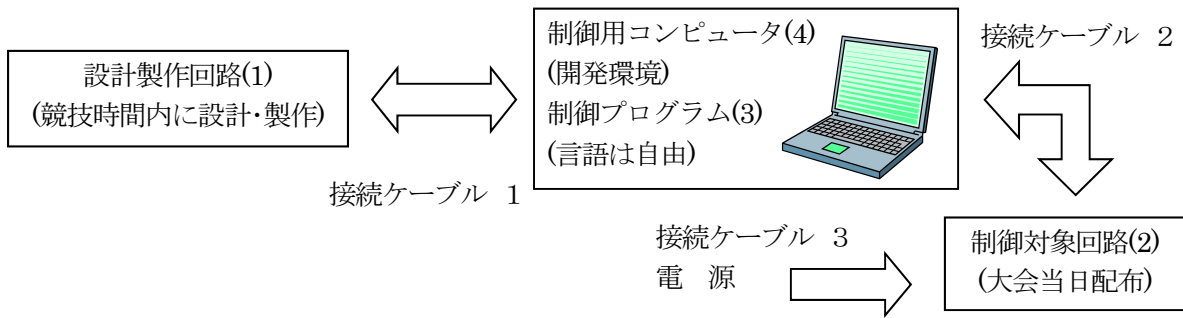 設計製作回路(1)
(競技時間内に設計・製作)
接続ケーブル 1
制御用コンピュータ(4)
(開発環境)
制御プログラム(3)
(言語は自由)
接続ケーブル 2
接続ケーブル 3
電 源
制御対象回路(2)
(大会当日配布)